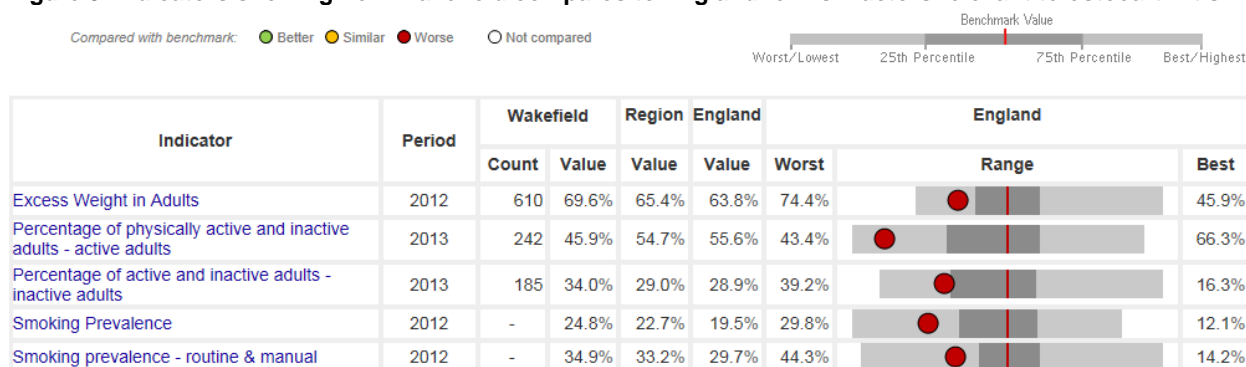 Compared with benchmark: Better Similar Worse Not compared
Benchmark Value
Worst/Lowest 25th Percentile 75th Percentile Best/Highest
Indicator Period Wakefield Region England England
Count Value Value Value Worst Range Best
Excess Weight in Adults 2012 610 69.6% 65.4% 63.8% 74.4% 45.9%
Percentage of physically active and inactive
adults - active adults 2013 242 45.9% 54.7% 55.6% 43.4% 66.3%
Percentage of active and inactive adults -
inactive adults 2013 185 34.0% 29.0% 28.9% 39.2% 16.3%
Smoking Prevalence 2012 - 24.8% 22.7% 19.5% 29.8% 12.1%
Smoking prevalence - routine & manual 2012 - 34.9% 33.2% 29.7% 44.3% 14.2%